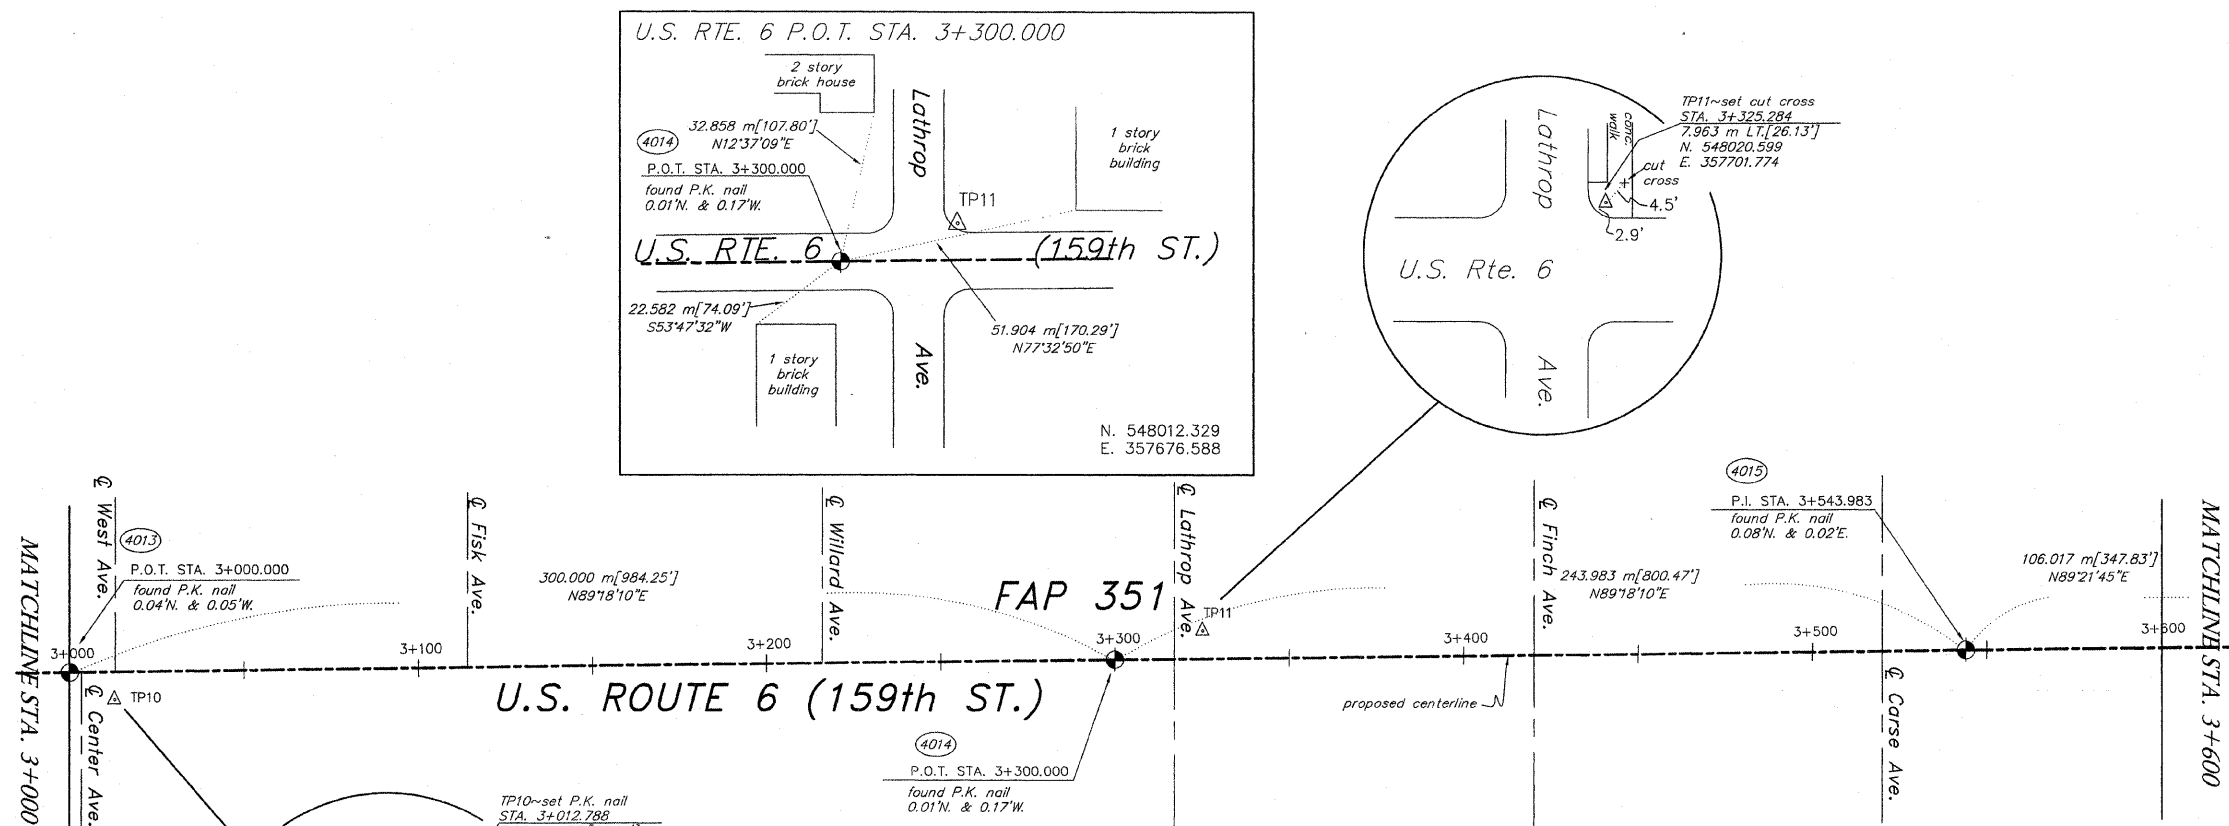 U.S. RTE. 6 P.O.T. STA. 3+300.000
2 story
brick house
Lathrop
32.858 m[107.80']
N12°37'09"E
4014
P.O.T. STA. 3+300.000
found P.K. nail
0.01'N. & 0.17'W.
1 story
brick
building
TP11
U.S. RTE. 6 (159th ST.)
22.582 m[74.09']
S53°47'32"W
51.904 m[170.29']
N77°32'50"E
1 story
brick
building
Ave.
N. 548012.329
E. 357676.588
TP11~set cut cross
STA. 3+325.284
7.963 m LT.[26.13']
N. 548020.599
E. 357701.774
Lathrop
conc.
walk
cut
cross
4.5'
2.9'
U.S. Rte. 6
Ave.
MATCHLINE STA. 3+000
℄ West Ave.
4013
P.O.T. STA. 3+000.000
found P.K. nail
0.04'N. & 0.05'W.
℄ Fisk Ave.
300.000 m[984.25']
N89°18'10"E
℄ Willard Ave.
FAP 351
℄ Lathrop Ave.
TP11
℄ Finch Ave.
243.983 m[800.47']
N89°18'10"E
4015
P.I. STA. 3+543.983
found P.K. nail
0.08'N. & 0.02'E.
106.017 m[347.83']
N89°21'45"E
MATCHLINE STA. 3+600
3+000
3+100
3+200
3+300
3+400
3+500
3+600
℄ Center Ave.
TP10
U.S. ROUTE 6 (159th ST.)
proposed centerline
℄ Carse Ave.
4014
P.O.T. STA. 3+300.000
found P.K. nail
0.01'N. & 0.17'W.
TP10~set P.K. nail
STA. 3+012.788